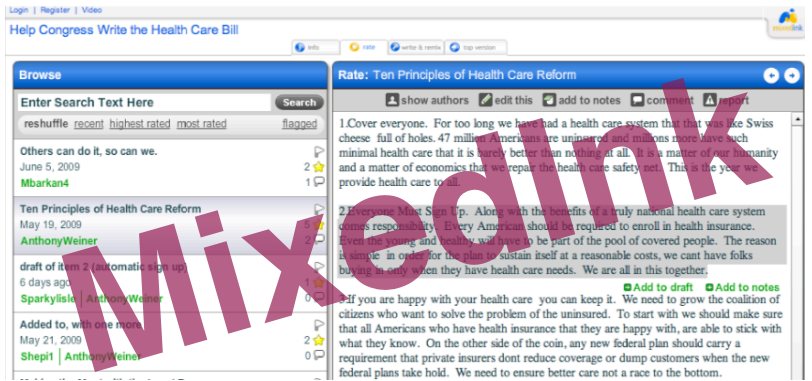 Login | Register | Video
Help Congress Write the Health Care Bill
mixedink
info rate write & remix top version
Browse
Enter Search Text Here Search
reshuffle recent highest rated most rated flagged
Others can do it, so can we.
June 5, 2009 2
Mbarkan4 1
Ten Principles of Health Care Reform
May 19, 2009 5
AnthonyWeiner 2
draft of item 2 (automatic sign up)
6 days ago 1
Sparkylisle | AnthonyWeiner 0
Added to, with one more
May 21, 2009 2
Shepi1 | AnthonyWeiner 0
Rate: Ten Principles of Health Care Reform
show authors edit this add to notes comment report
1.Cover everyone. For too long we have had a health care system that that was like Swiss
cheese full of holes. 47 million Americans are uninsured and millions more have such
minimal health care that it is barely better than nothing at all. It is a matter of our humanity
and a matter of economics that we repair the health care safety net. This is the year we
provide health care to all.
2.Everyone Must Sign Up. Along with the benefits of a truly national health care system
comes responsibility. Every American should be required to enroll in health insurance.
Even the young and healthy will have to be part of the pool of covered people. The reason
is simple in order for the plan to sustain itself at a reasonable costs, we cant have folks
buying in only when they have health care needs. We are all in this together.
Add to draft Add to notes
3.If you are happy with your health care you can keep it. We need to grow the coalition of
citizens who want to solve the problem of the uninsured. To start with we should make sure
that all Americans who have health insurance that they are happy with, are able to stick with
what they know. On the other side of the coin, any new federal plan should carry a
requirement that private insurers dont reduce coverage or dump customers when the new
federal plans take hold. We need to ensure better care not a race to the bottom.
MixedInk